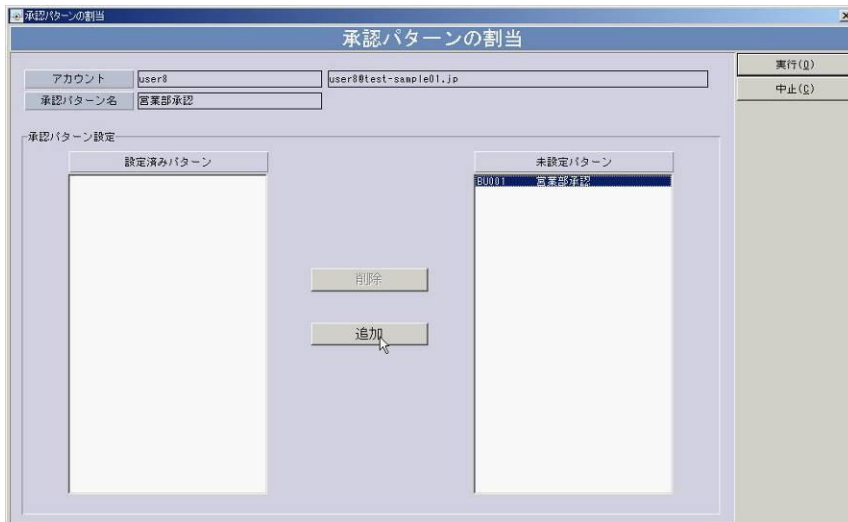 承認パターンの割当
承認パターンの割当
実行(O)
中止(C)
アカウント user8 user8@test-sample01.jp
承認パターン名 営業部承認
承認パターン設定
設定済みパターン 未設定パターン
BU001 営業部承認
削除
追加